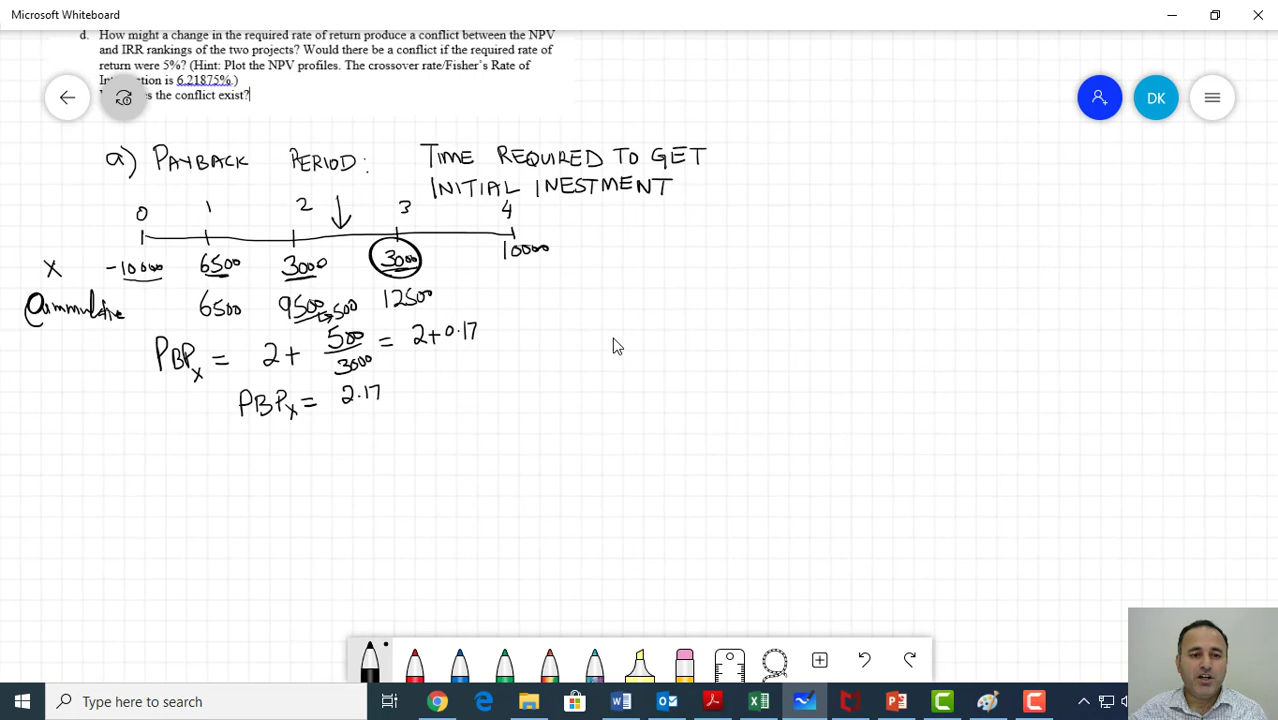 Microsoft Whiteboard
d. How might a change in the required rate of return produce a conflict between the NPV
and IRR rankings of the two projects? Would there be a conflict if the required rate of
return were 5%? (Hint: Plot the NPV profiles. The crossover rate/Fisher's Rate of
is 6.21875%.)
the conflict exist?
DK
a) PAYBACK PERIOD: TIME REQUIRED TO GET
INITIAL INESTMENT
0 1 2 3 4
X -10000 6500 3000 3000 10000
6500 9500 → 500 12500
PBPx = 2 + 500/3000 = 2+0.17
PBPx = 2.17
Type here to search